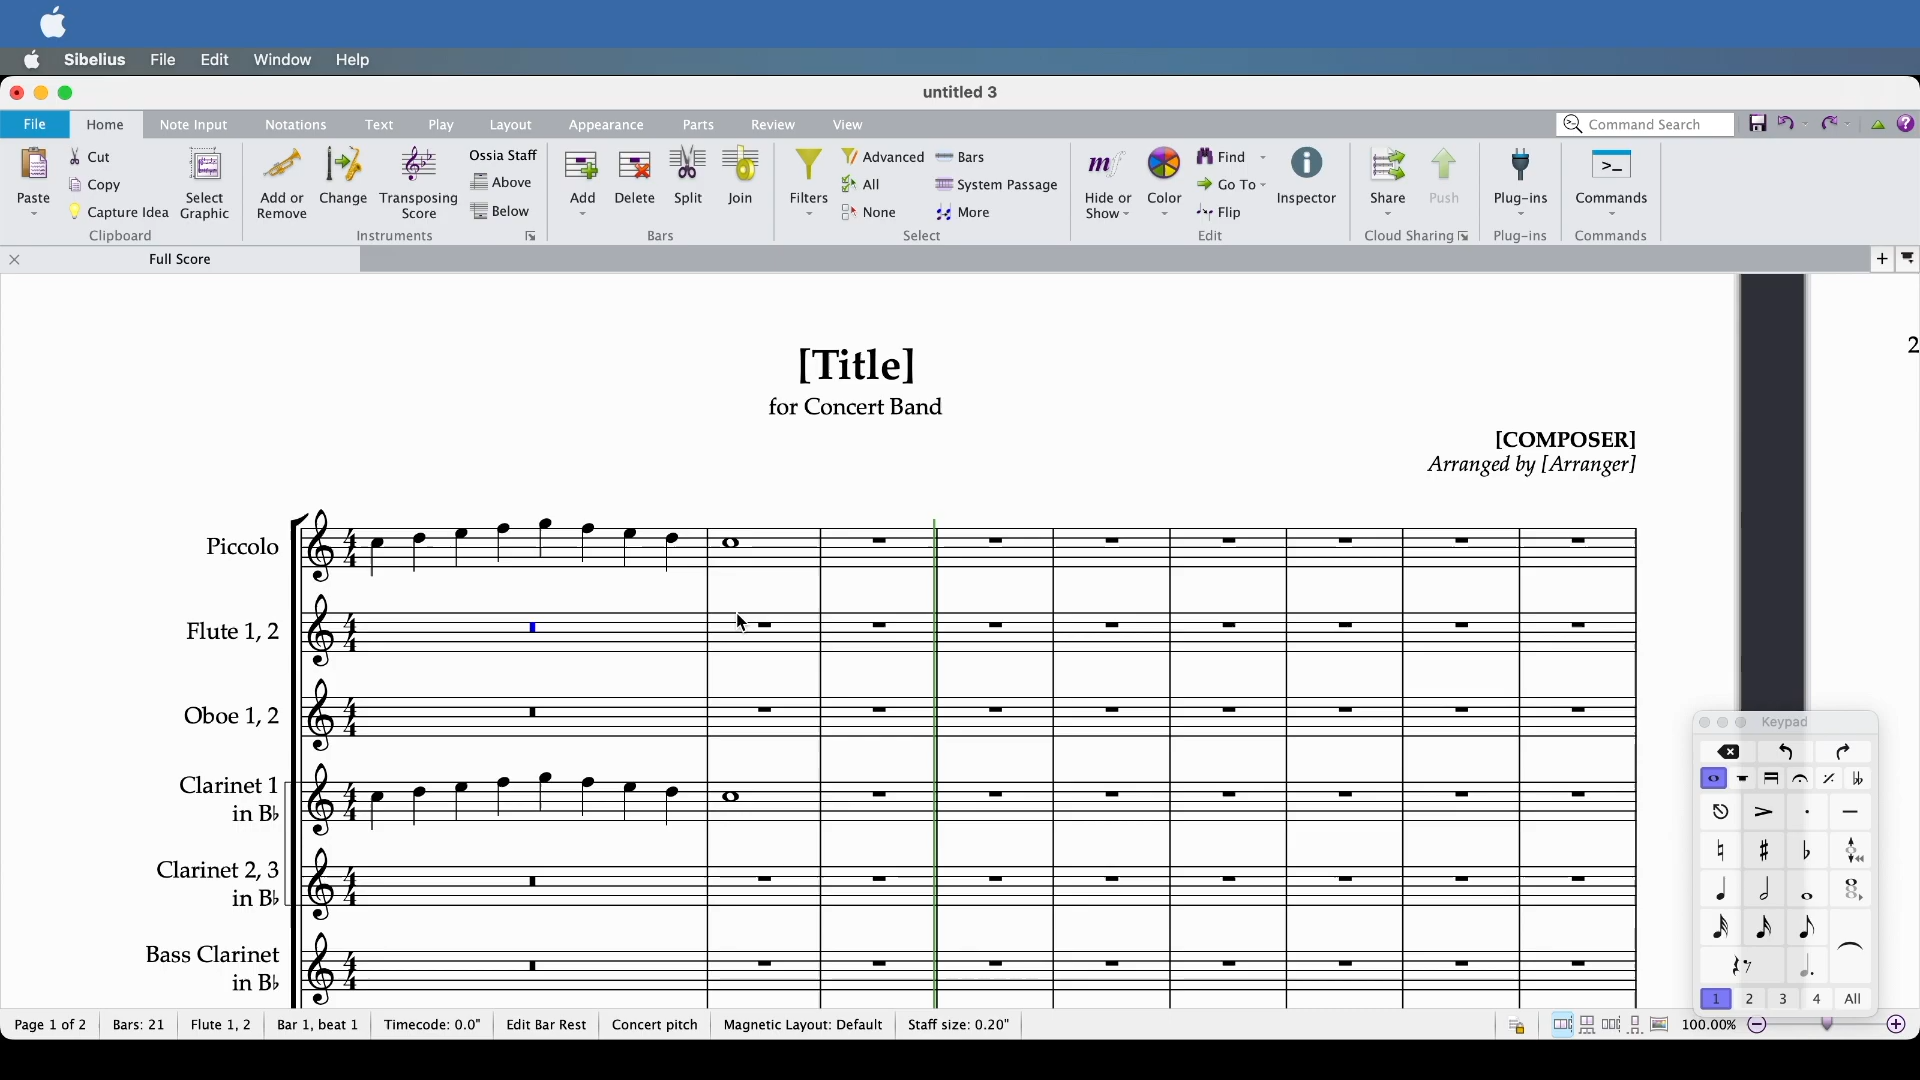 Sibelius File Edit Window Help
untitled 3
File Home Note Input Notations Text Play Layout Appearance Parts Review View Command Search
Paste Cut Copy Capture Idea Select Graphic Clipboard
Add or Remove Change Transposing Score Ossia Staff Above Below Instruments
Add Delete Split Join Bars
Filters Advanced All None Bars System Passage More Select
Hide or Show Color Find Go To Flip Inspector Edit
Share Push Cloud Sharing
Plug-ins Plug-ins
Commands Commands
Full Score
[Title]
for Concert Band
2
[COMPOSER]
Arranged by [Arranger]
Piccolo
Flute 1, 2
Oboe 1, 2
Clarinet 1
in B♭
Clarinet 2, 3
in B♭
Bass Clarinet
in B♭
Keypad
1 2 3 4 All
Page 1 of 2 Bars: 21 Flute 1, 2 Bar 1, beat 1 Timecode: 0.0" Edit Bar Rest Concert pitch Magnetic Layout: Default Staff size: 0.20" 100.00%